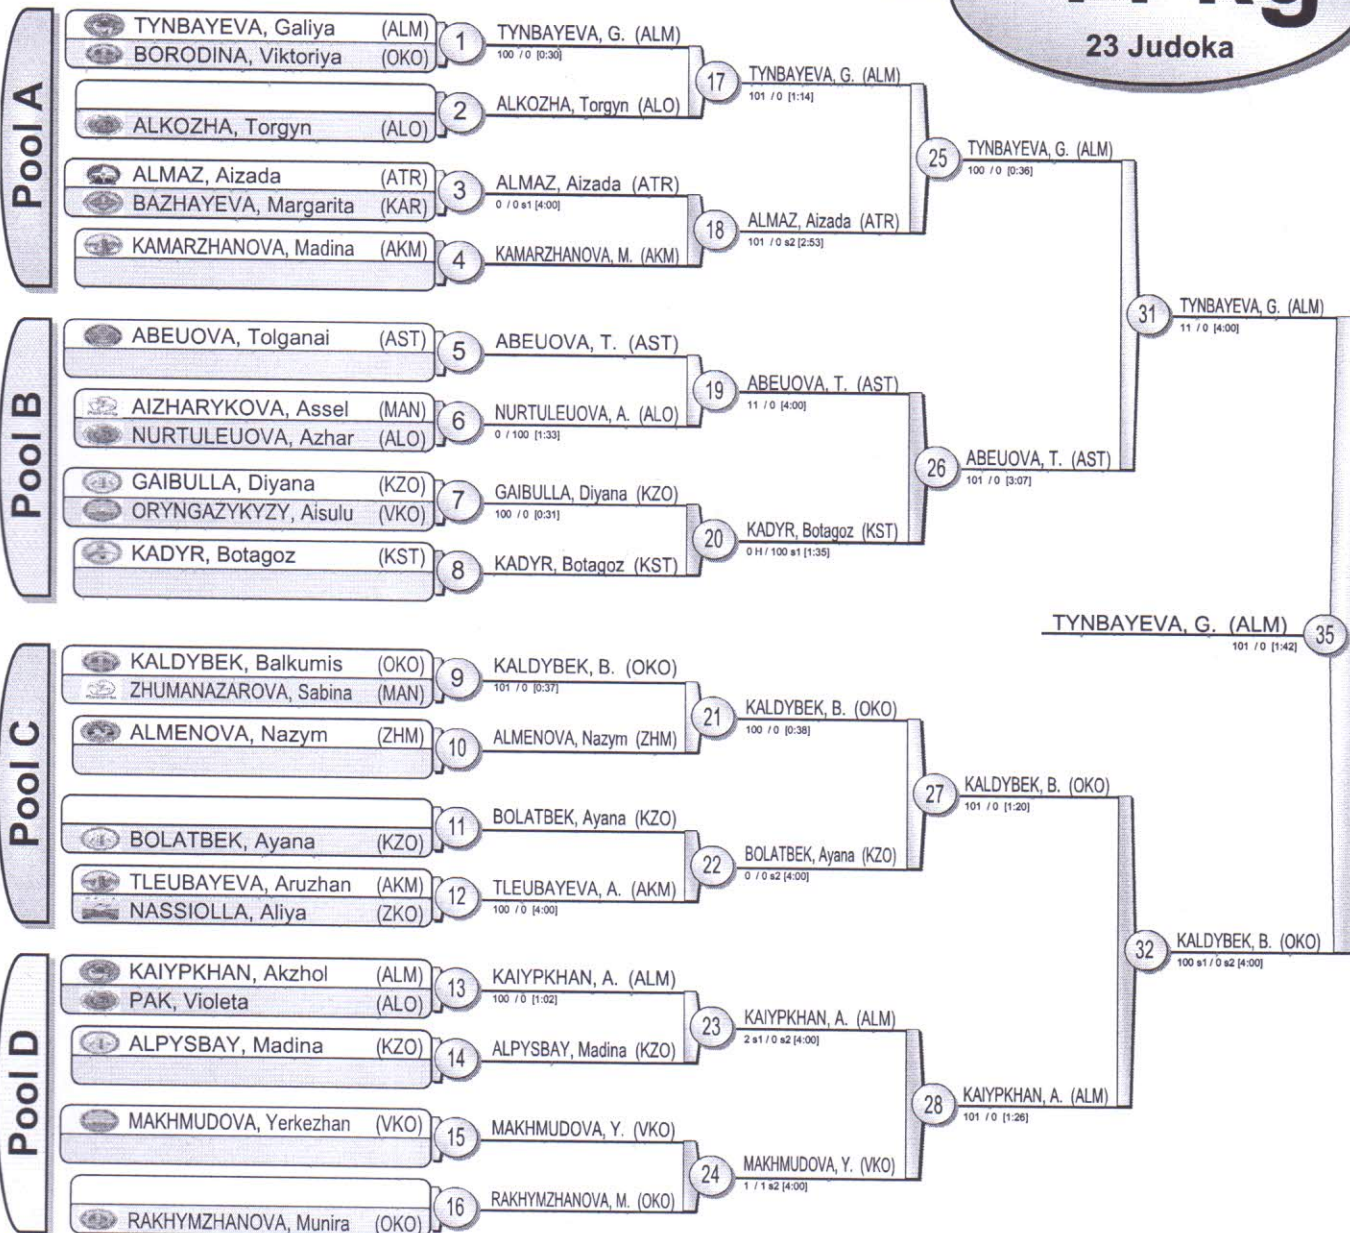 44 kg
23 Judoka
Pool A
TYNBAYEVA, Galiya (ALM)
BORODINA, Viktoriya (OKO)
1
ALKOZHA, Torgyn (ALO)
2
ALMAZ, Aizada (ATR)
BAZHAYEVA, Margarita (KAR)
3
KAMARZHANOVA, Madina (AKM)
4
Pool B
ABEUOVA, Tolganai (AST)
5
AIZHARYKOVA, Assel (MAN)
NURTULEUOVA, Azhar (ALO)
6
GAIBULLA, Diyana (KZO)
ORYNGAZYKYZY, Aisulu (VKO)
7
KADYR, Botagoz (KST)
8
Pool C
KALDYBEK, Balkumis (OKO)
ZHUMANAZAROVA, Sabina (MAN)
9
ALMENOVA, Nazym (ZHM)
10
BOLATBEK, Ayana (KZO)
11
TLEUBAYEVA, Aruzhan (AKM)
NASSIOLLA, Aliya (ZKO)
12
Pool D
KAIYPKHAN, Akzhol (ALM)
PAK, Violeta (ALO)
13
ALPYSBAY, Madina (KZO)
14
MAKHMUDOVA, Yerkezhan (VKO)
15
RAKHYMZHANOVA, Munira (OKO)
16
TYNBAYEVA, G. (ALM)
100 / 0 [0:30]
ALKOZHA, Torgyn (ALO)
17
ALMAZ, Aizada (ATR)
0 / 0 s1 [4:00]
KAMARZHANOVA, M. (AKM)
18
ABEUOVA, T. (AST)
NURTULEUOVA, A. (ALO)
0 / 100 [1:33]
19
GAIBULLA, Diyana (KZO)
100 / 0 [0:31]
KADYR, Botagoz (KST)
20
KALDYBEK, B. (OKO)
101 / 0 [0:37]
ALMENOVA, Nazym (ZHM)
21
BOLATBEK, Ayana (KZO)
TLEUBAYEVA, A. (AKM)
100 / 0 [4:00]
22
KAIYPKHAN, A. (ALM)
100 / 0 [1:02]
ALPYSBAY, Madina (KZO)
23
MAKHMUDOVA, Y. (VKO)
RAKHYMZHANOVA, M. (OKO)
24
TYNBAYEVA, G. (ALM)
101 / 0 [1:14]
ALMAZ, Aizada (ATR)
101 / 0 s2 [2:53]
25
ABEUOVA, T. (AST)
11 / 0 [4:00]
KADYR, Botagoz (KST)
0 H / 100 s1 [1:35]
26
KALDYBEK, B. (OKO)
100 / 0 [0:38]
BOLATBEK, Ayana (KZO)
0 / 0 s2 [4:00]
27
KAIYPKHAN, A. (ALM)
2 s1 / 0 s2 [4:00]
MAKHMUDOVA, Y. (VKO)
1 / 1 s2 [4:00]
28
TYNBAYEVA, G. (ALM)
100 / 0 [0:36]
ABEUOVA, T. (AST)
101 / 0 [3:07]
31
KALDYBEK, B. (OKO)
101 / 0 [1:20]
KAIYPKHAN, A. (ALM)
101 / 0 [1:26]
32
TYNBAYEVA, G. (ALM)
11 / 0 [4:00]
KALDYBEK, B. (OKO)
100 s1 / 0 s2 [4:00]
TYNBAYEVA, G. (ALM)
101 / 0 [1:42]
35